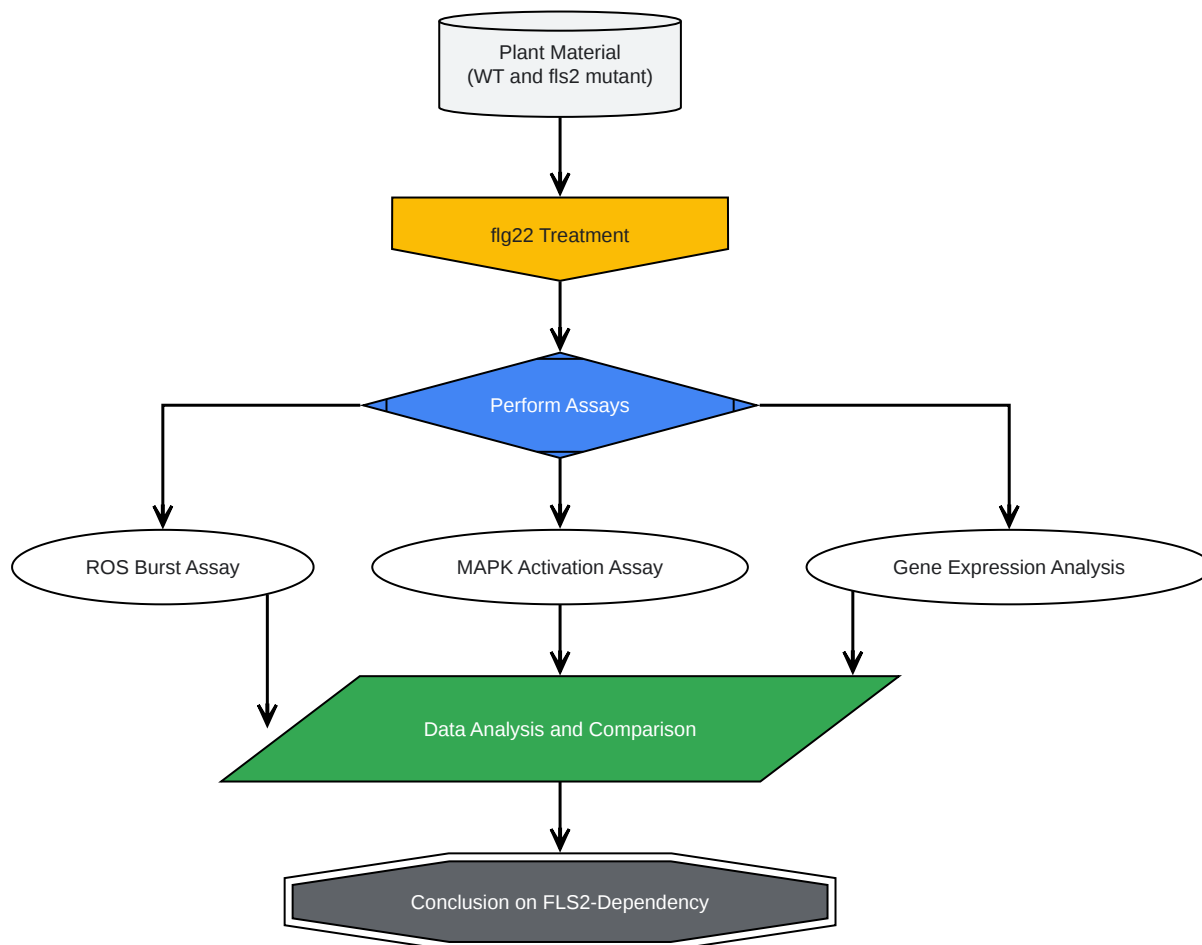 Plant Material
(WT and fls2 mutant)
flg22 Treatment
Perform Assays
ROS Burst Assay
MAPK Activation Assay
Gene Expression Analysis
Data Analysis and Comparison
Conclusion on FLS2-Dependency